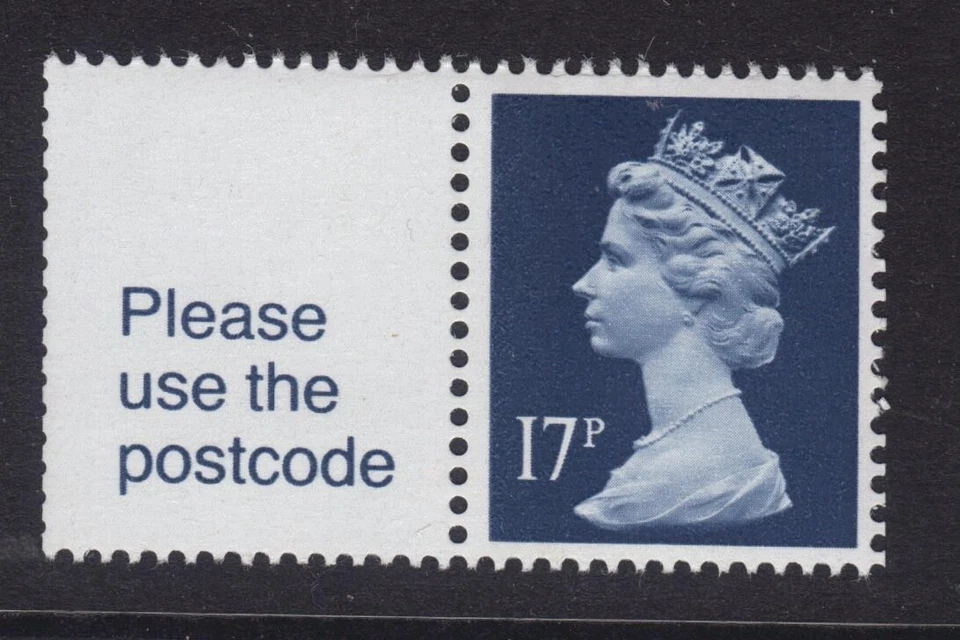 Please
use the
postcode
17P